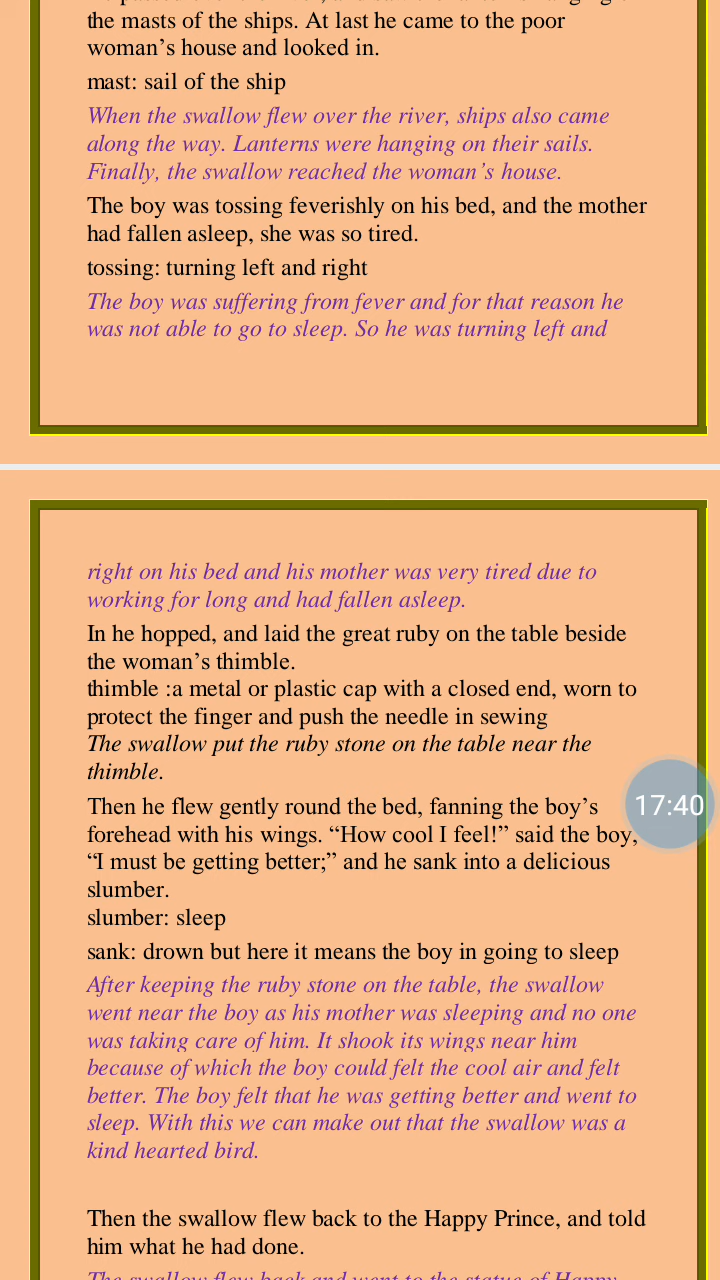 the masts of the ships. At last he came to the poor
woman’s house and looked in.
mast: sail of the ship
When the swallow flew over the river, ships also came
along the way. Lanterns were hanging on their sails.
Finally, the swallow reached the woman’s house.
The boy was tossing feverishly on his bed, and the mother
had fallen asleep, she was so tired.
tossing: turning left and right
The boy was suffering from fever and for that reason he
was not able to go to sleep. So he was turning left and
right on his bed and his mother was very tired due to
working for long and had fallen asleep.
In he hopped, and laid the great ruby on the table beside
the woman’s thimble.
thimble :a metal or plastic cap with a closed end, worn to
protect the finger and push the needle in sewing
The swallow put the ruby stone on the table near the
thimble.
Then he flew gently round the bed, fanning the boy’s
forehead with his wings. “How cool I feel!” said the boy,
17:40
“I must be getting better;” and he sank into a delicious
slumber.
slumber: sleep
sank: drown but here it means the boy in going to sleep
After keeping the ruby stone on the table, the swallow
went near the boy as his mother was sleeping and no one
was taking care of him. It shook its wings near him
because of which the boy could felt the cool air and felt
better. The boy felt that he was getting better and went to
sleep. With this we can make out that the swallow was a
kind hearted bird.
Then the swallow flew back to the Happy Prince, and told
him what he had done.
The swallow flew back and went to the statue of Happy